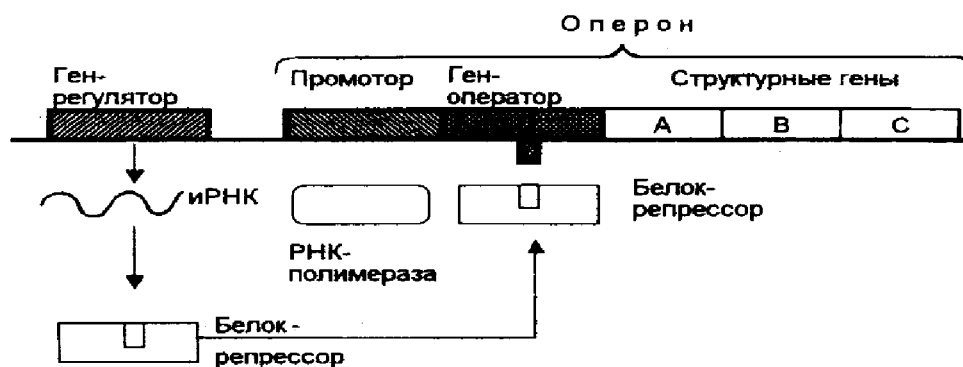 Оперон
Ген-
регулятор
Промотор
Ген-
оператор
Структурные гены
A
B
C
иРНК
РНК-
полимераза
Белок-
репрессор
Белок -
репрессор